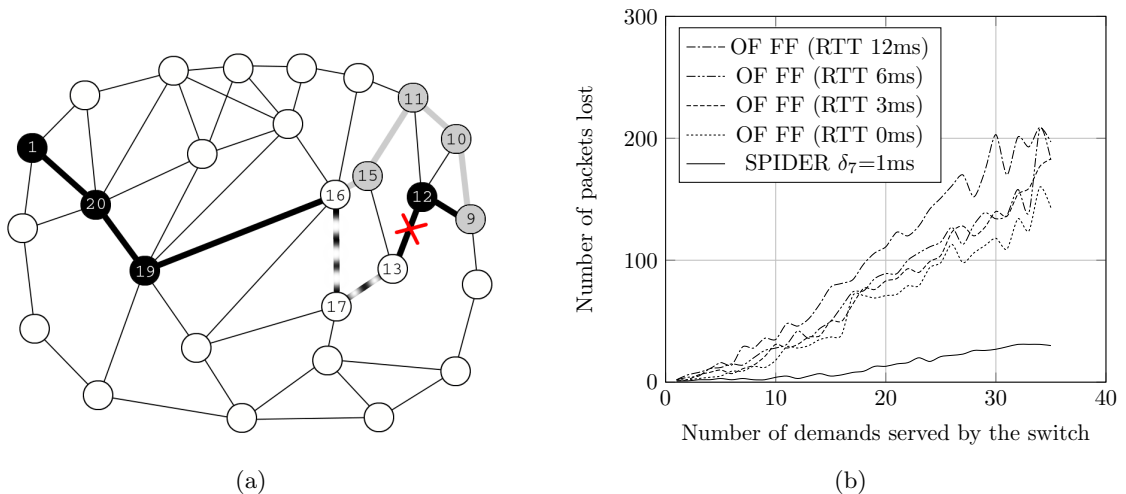 1
20
19
16
15
11
10
9
12
13
17
(a)
300
200
100
0
0
10
20
30
40
Number of packets lost
Number of demands served by the switch
OF FF (RTT 12ms)
OF FF (RTT 6ms)
OF FF (RTT 3ms)
OF FF (RTT 0ms)
SPIDER δ₇=1ms
(b)